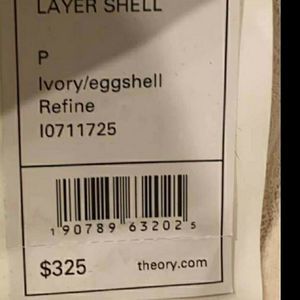 LAYER SHELL
P
Ivory/eggshell
Refine
I0711725
1 90789 63202 5
$325 theory.com